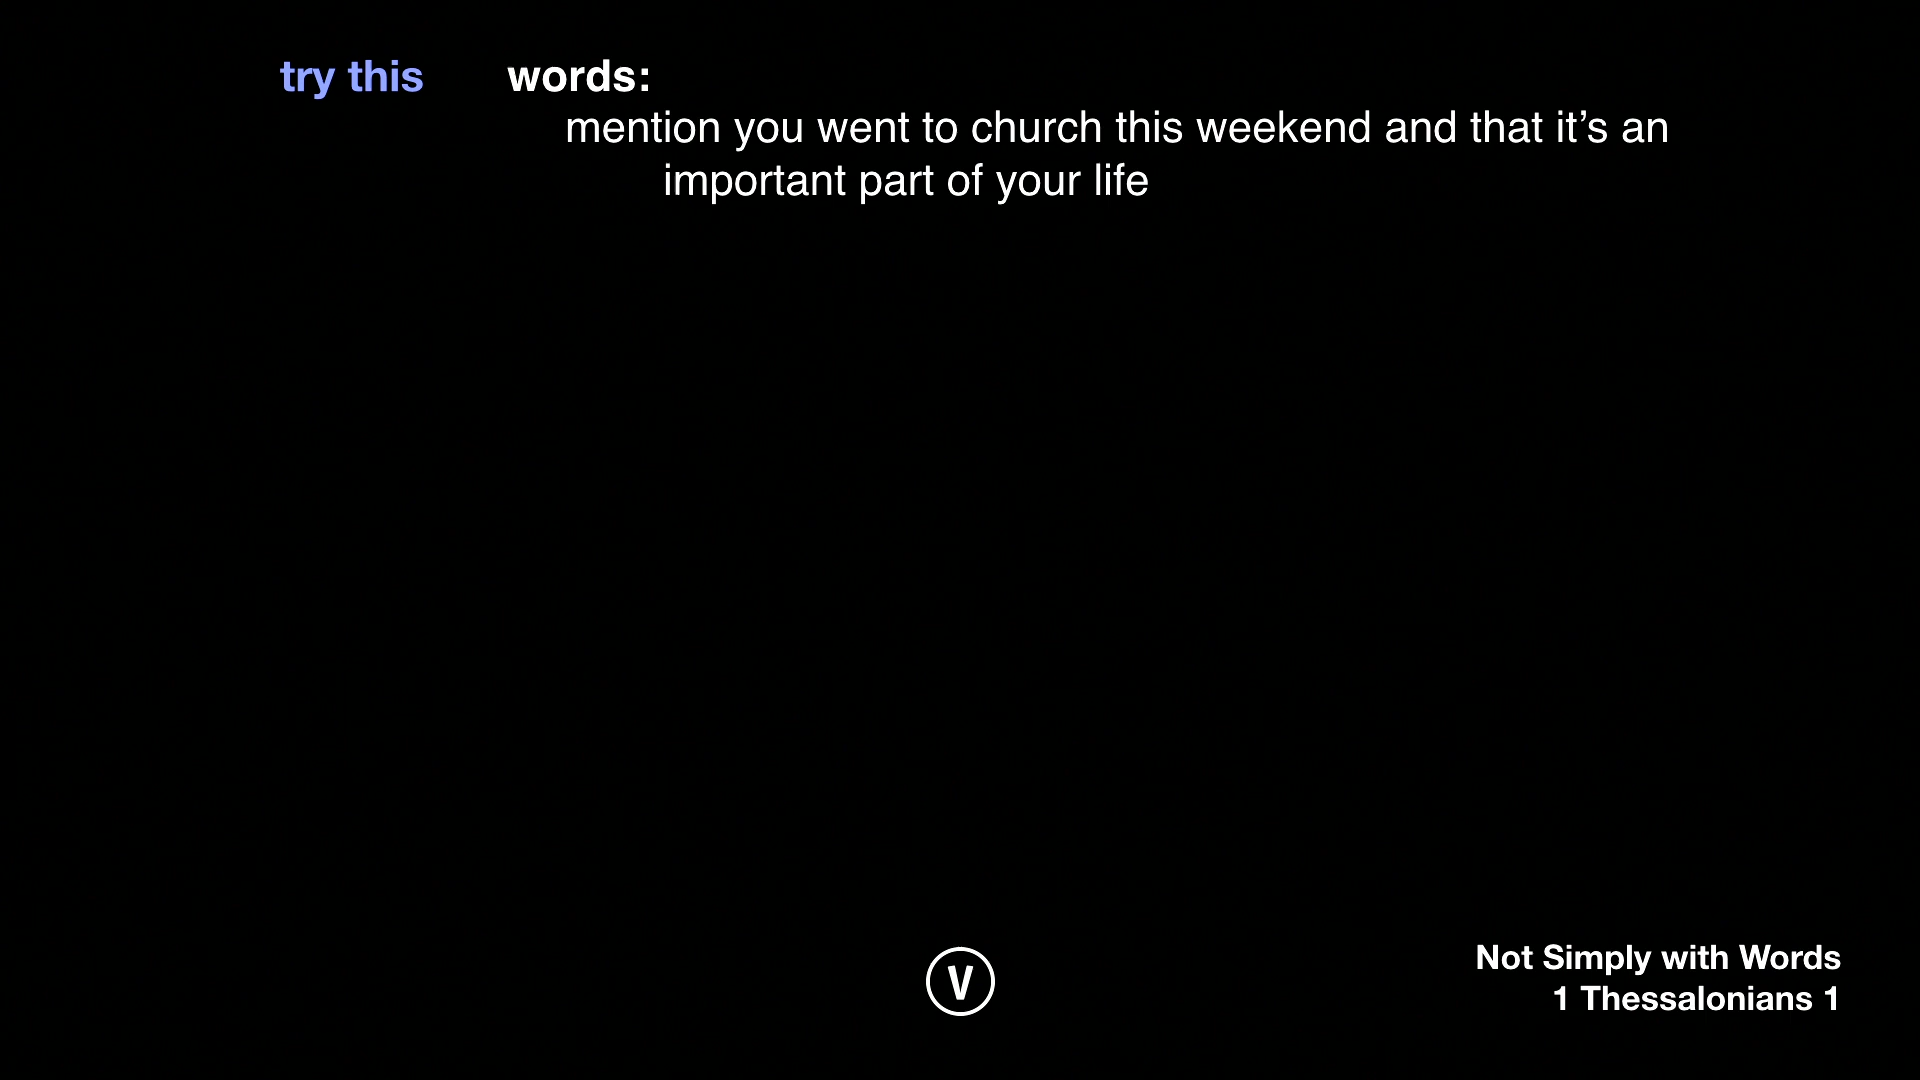 try this words:
mention you went to church this weekend and that it’s an
important part of your life
V
Not Simply with Words
1 Thessalonians 1